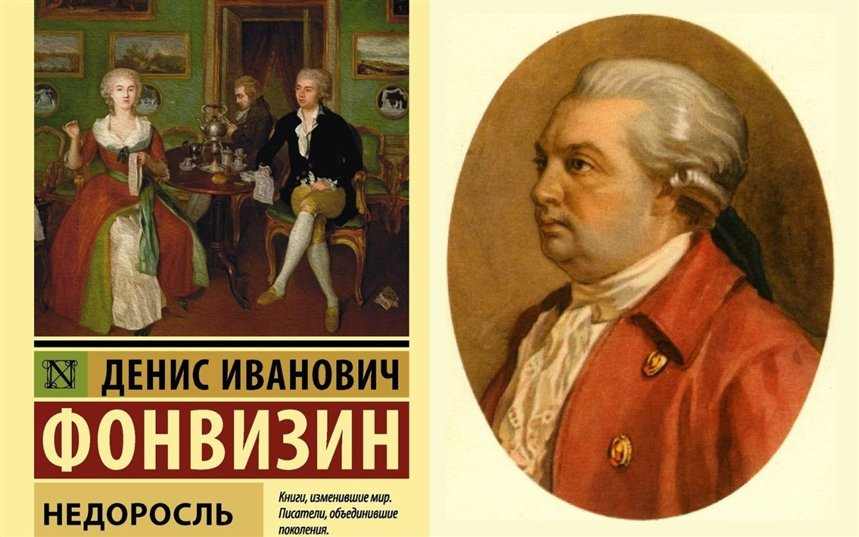 N
ДЕНИС ИВАНОВИЧ
ФОНВИЗИН
НЕДОРОСЛЬ
Книги, изменившие мир.
Писатели, объединившие
поколения.